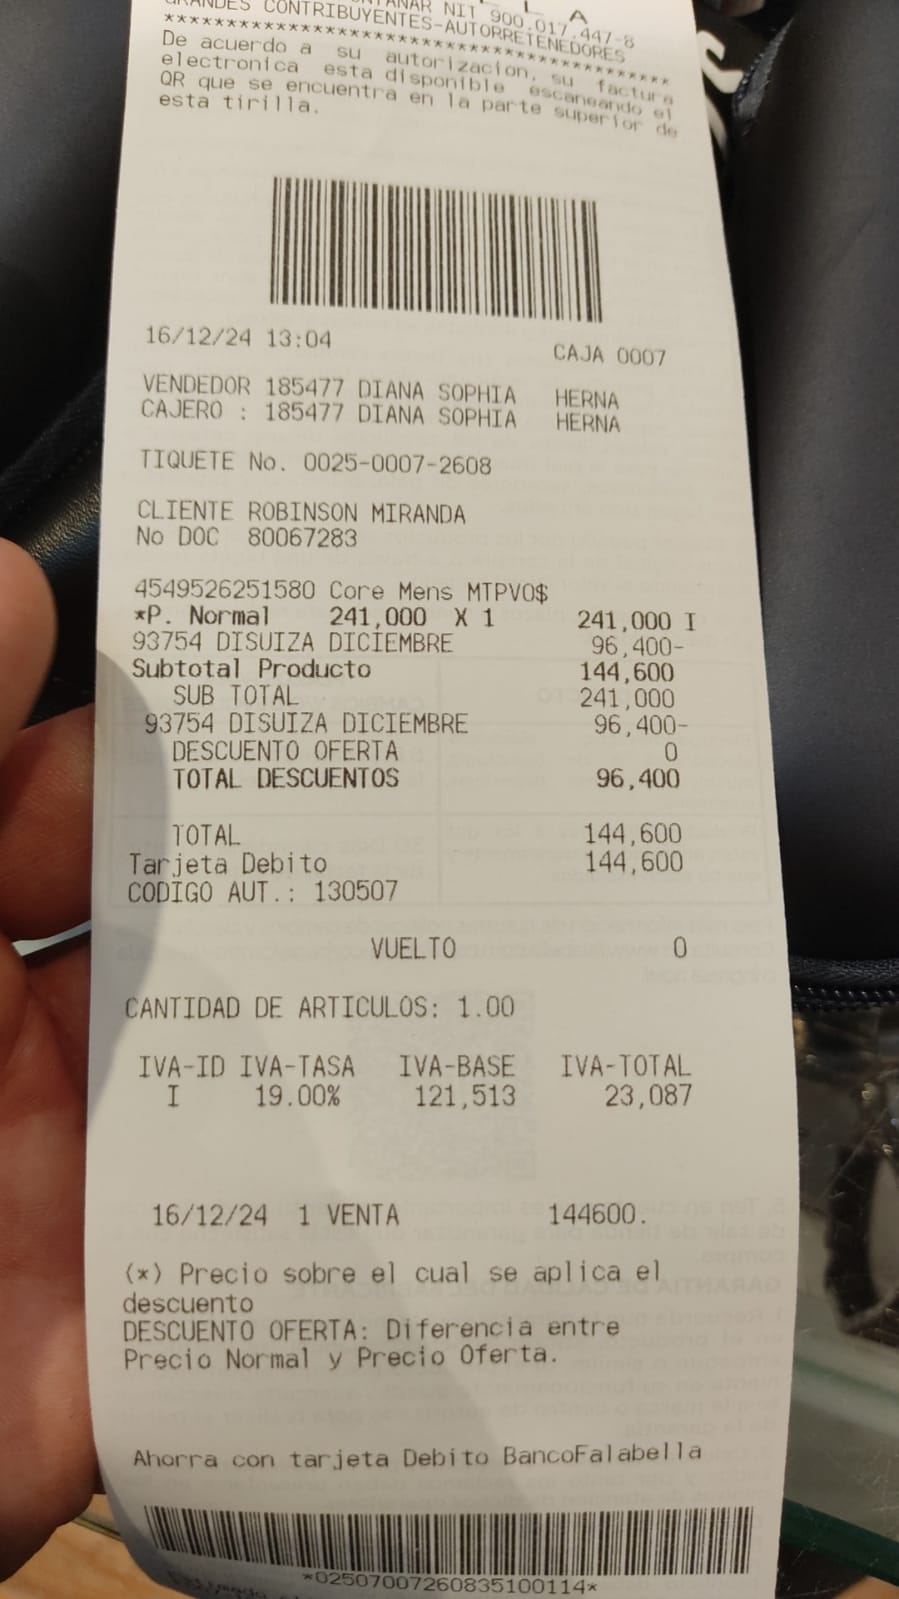 L L A
NIT 900.017.447-8
GRANDES CONTRIBUYENTES-AUTORRETENEDORES
****************************************
De acuerdo a su autorizacion, su factura
electronica esta disponible escaneando el
QR que se encuentra en la parte superior de
esta tirilla.
16/12/24 13:04 CAJA 0007
VENDEDOR 185477 DIANA SOPHIA HERNA
CAJERO : 185477 DIANA SOPHIA HERNA
TIQUETE No. 0025-0007-2608
CLIENTE ROBINSON MIRANDA
No DOC 80067283
4549526251580 Core Mens MTPVO$
*P. Normal 241,000 X 1 241,000 I
93754 DISUIZA DICIEMBRE 96,400-
Subtotal Producto 144,600
SUB TOTAL 241,000
93754 DISUIZA DICIEMBRE 96,400-
DESCUENTO OFERTA 0
TOTAL DESCUENTOS 96,400
TOTAL 144,600
Tarjeta Debito 144,600
CODIGO AUT.: 130507
VUELTO 0
CANTIDAD DE ARTICULOS: 1.00
IVA-ID IVA-TASA IVA-BASE IVA-TOTAL
I 19.00% 121,513 23,087
16/12/24 1 VENTA 144600.
(*) Precio sobre el cual se aplica el
descuento
DESCUENTO OFERTA: Diferencia entre
Precio Normal y Precio Oferta.
Ahorra con tarjeta Debito BancoFalabella
*02507007260835100114*